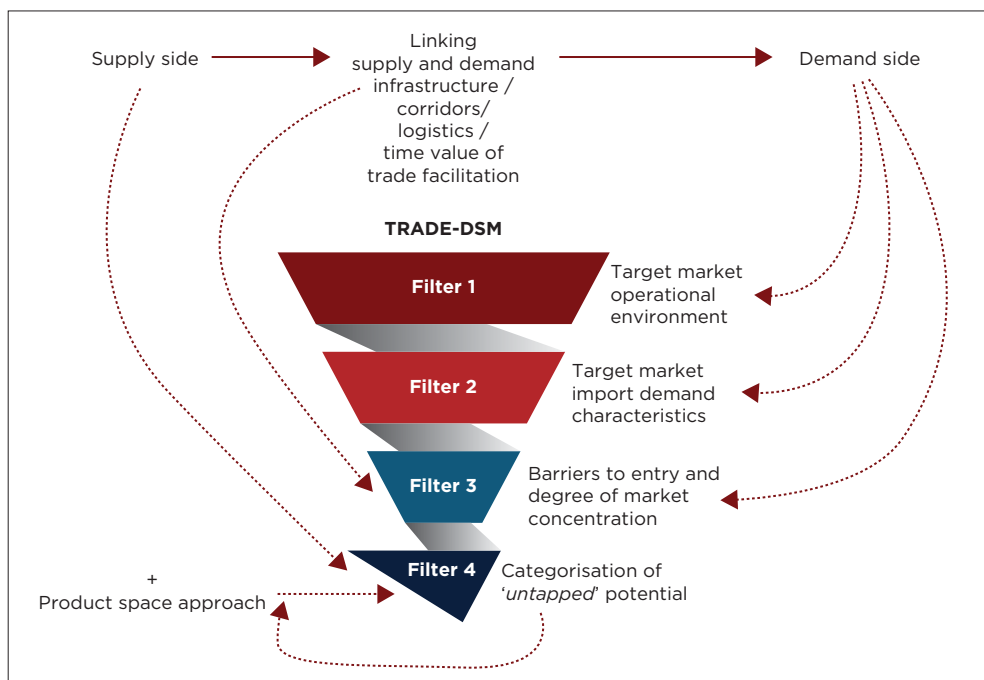 Supply side
Linking
supply and demand
infrastructure /
corridors/
logistics /
time value of
trade facilitation
Demand side
TRADE-DSM
Filter 1
Target market
operational
environment
Filter 2
Target market
import demand
characteristics
Filter 3
Barriers to entry and
degree of market
concentration
Filter 4
Categorisation of
‘untapped’ potential
+
Product space approach